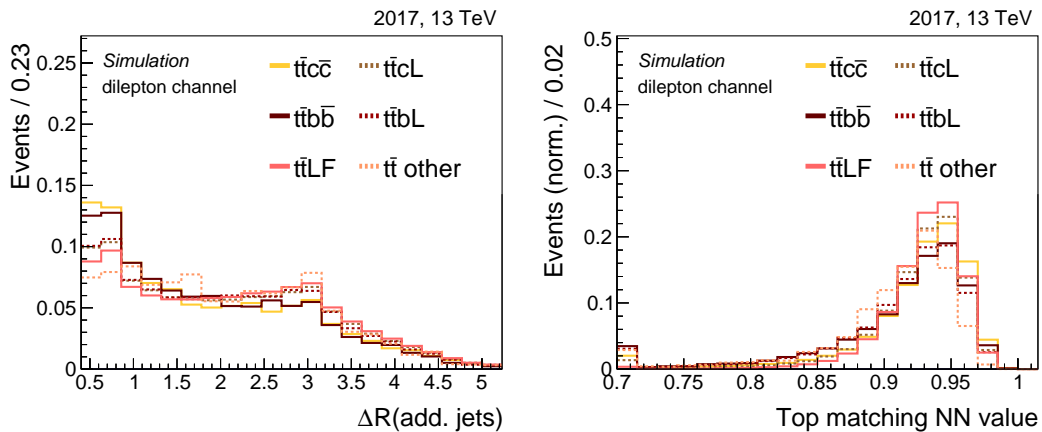 2017, 13 TeV
Events / 0.23
0.25
0.2
0.15
0.1
0.05
0
Simulation
dilepton channel
tt̄cc̄
tt̄cL
tt̄bb̄
tt̄bL
tt̄LF
tt̄ other
0.5 1 1.5 2 2.5 3 3.5 4 4.5 5
ΔR(add. jets)
2017, 13 TeV
Events (norm.) / 0.02
0.5
0.4
0.3
0.2
0.1
0
Simulation
dilepton channel
tt̄cc̄
tt̄cL
tt̄bb̄
tt̄bL
tt̄LF
tt̄ other
0.7 0.75 0.8 0.85 0.9 0.95 1
Top matching NN value